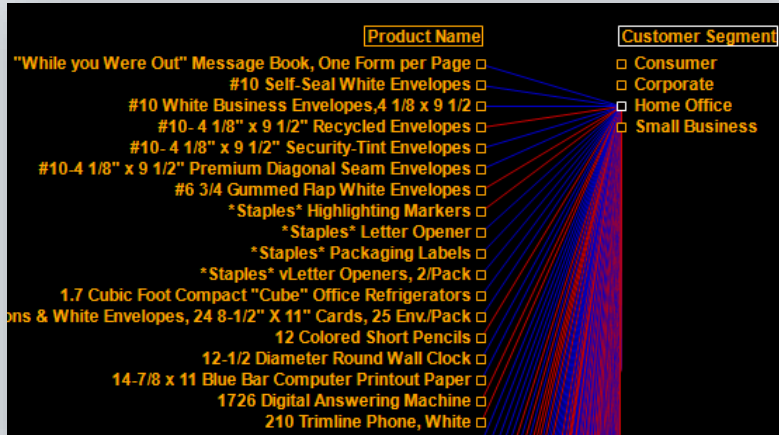 Product Name
Customer Segment
"While you Were Out" Message Book, One Form per Page
Consumer
#10 Self-Seal White Envelopes
Corporate
#10 White Business Envelopes,4 1/8 x 9 1/2
Home Office
#10- 4 1/8" x 9 1/2" Recycled Envelopes
Small Business
#10- 4 1/8" x 9 1/2" Security-Tint Envelopes
#10-4 1/8" x 9 1/2" Premium Diagonal Seam Envelopes
#6 3/4 Gummed Flap White Envelopes
*Staples* Highlighting Markers
*Staples* Letter Opener
*Staples* Packaging Labels
*Staples* vLetter Openers, 2/Pack
1.7 Cubic Foot Compact "Cube" Office Refrigerators
& White Envelopes, 24 8-1/2" X 11" Cards, 25 Env./Pack
12 Colored Short Pencils
12-1/2 Diameter Round Wall Clock
14-7/8 x 11 Blue Bar Computer Printout Paper
1726 Digital Answering Machine
210 Trimline Phone, White